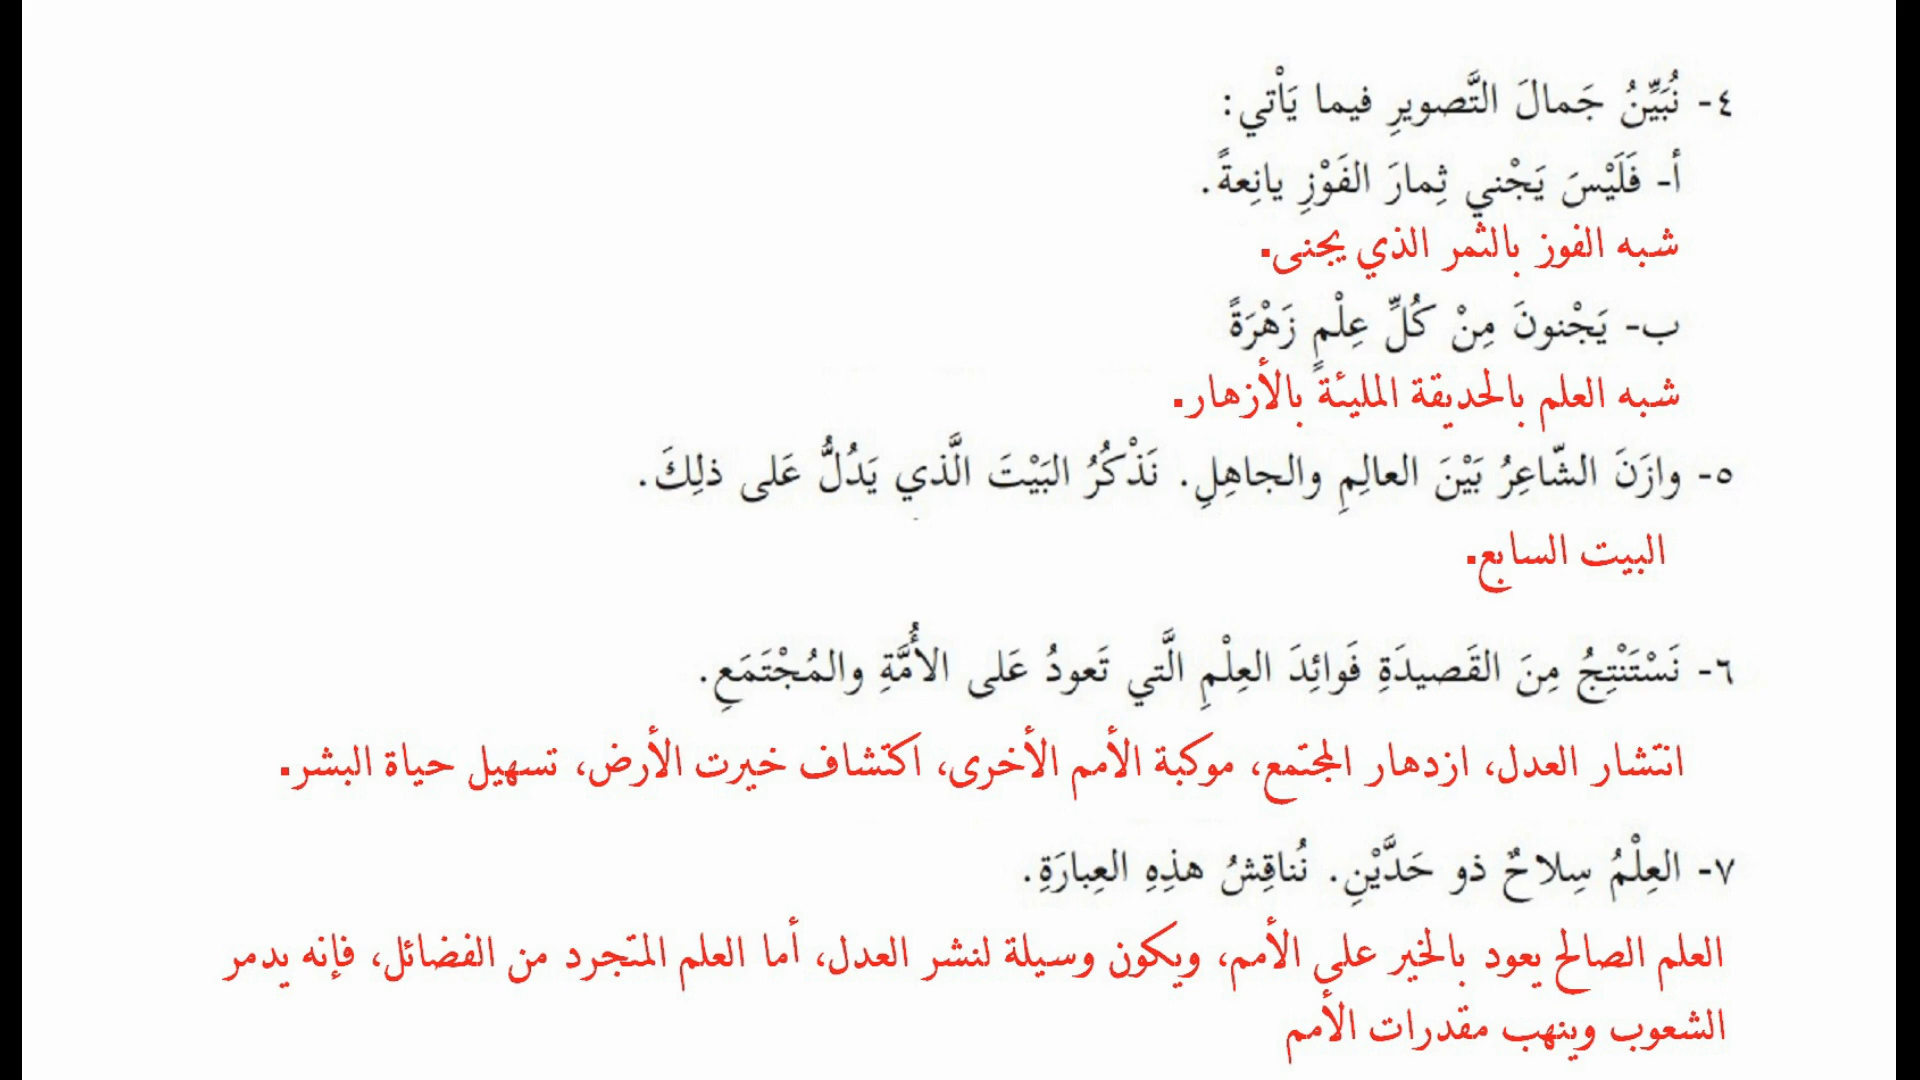 ٤- نُبَيِّنُ جَمالَ التَّصويرِ فيما يَأْتي:
أ- فَلَيْسَ يَجْني ثِمارَ الفَوْزِ يانِعةً.
شبه الفوز بالثمر الذي يجنى.
ب- يَجْنونَ مِنْ كُلِّ عِلْمٍ زَهْرَةً
شبه العلم بالحديقة المليئة بالأزهار.
٥- وازَنَ الشّاعِرُ بَيْنَ العالِمِ والجاهِلِ. نَذْكُرُ البَيْتَ الَّذي يَدُلُّ عَلى ذلِكَ.
البيت السابع.
٦- نَسْتَنْتِجُ مِنَ القَصيدَةِ فَوائِدَ العِلْمِ الَّتي تَعودُ عَلى الأُمَّةِ والمُجْتَمَعِ.
انتشار العدل، ازدهار المجتمع، موكبة الأمم الأخرى، اكتشاف خيرت الأرض، تسهيل حياة البشر.
٧- العِلْمُ سِلاحٌ ذو حَدَّيْنِ. نُناقِشُ هذِهِ العِبارَةِ.
العلم الصالح يعود بالخير على الأمم، ويكون وسيلة لنشر العدل، أما العلم المتجرد من الفضائل، فإنه يدمر
الشعوب وينهب مقدرات الأمم